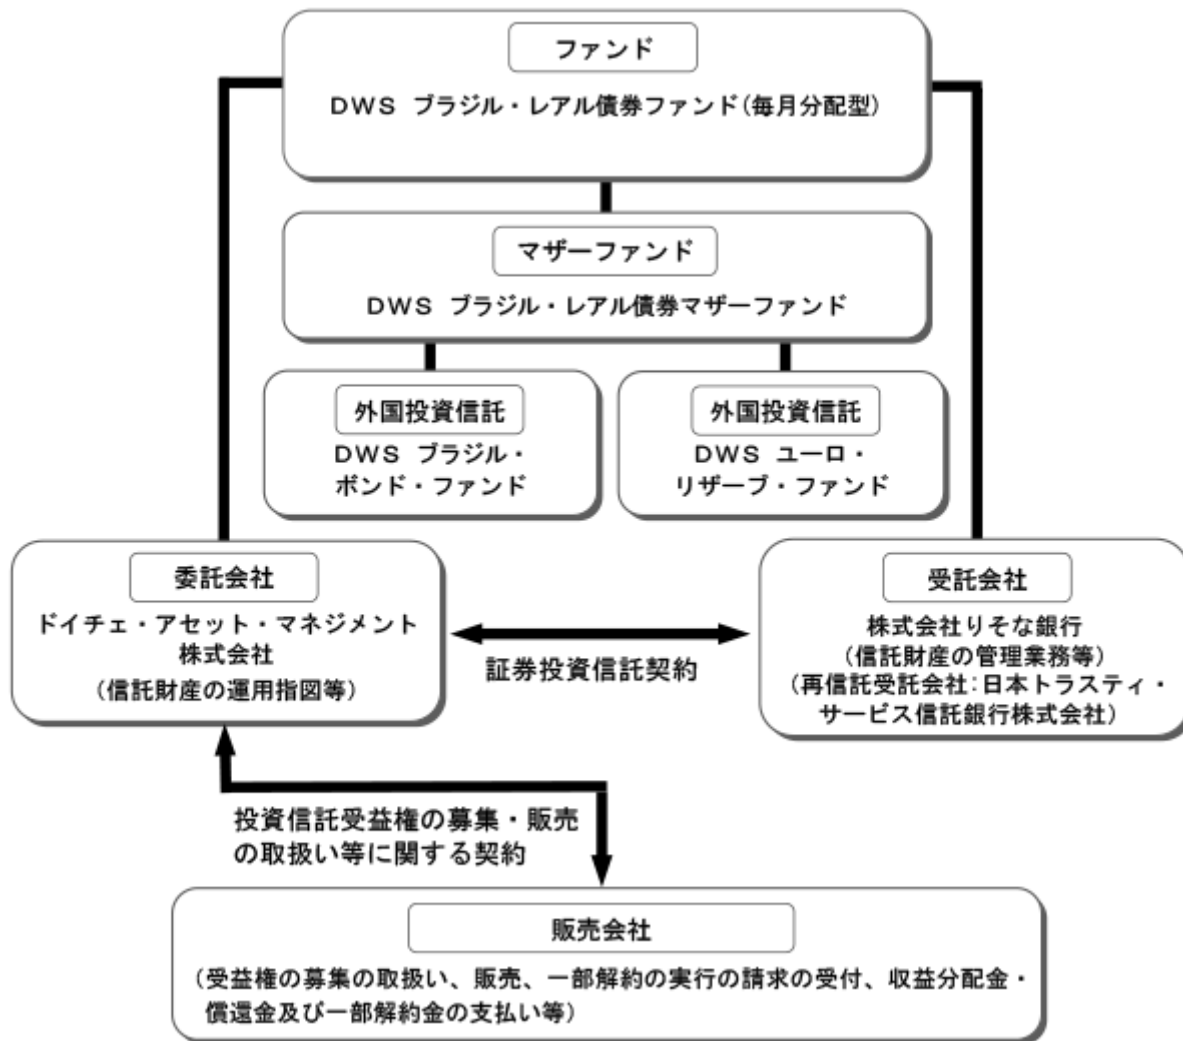 ファンド
DWS ブラジル・レアル債券ファンド(毎月分配型)
マザーファンド
DWS ブラジル・レアル債券マザーファンド
外国投資信託
DWS ブラジル・
ボンド・ファンド
外国投資信託
DWS ユーロ・
リザーブ・ファンド
委託会社
ドイチェ・アセット・マネジメント
株式会社
(信託財産の運用指図等)
証券投資信託契約
受託会社
株式会社りそな銀行
(信託財産の管理業務等)
(再信託受託会社:日本トラスティ・
サービス信託銀行株式会社)
投資信託受益権の募集・販売
の取扱い等に関する契約
販売会社
(受益権の募集の取扱い、販売、一部解約の実行の請求の受付、収益分配金・
償還金及び一部解約金の支払い等)